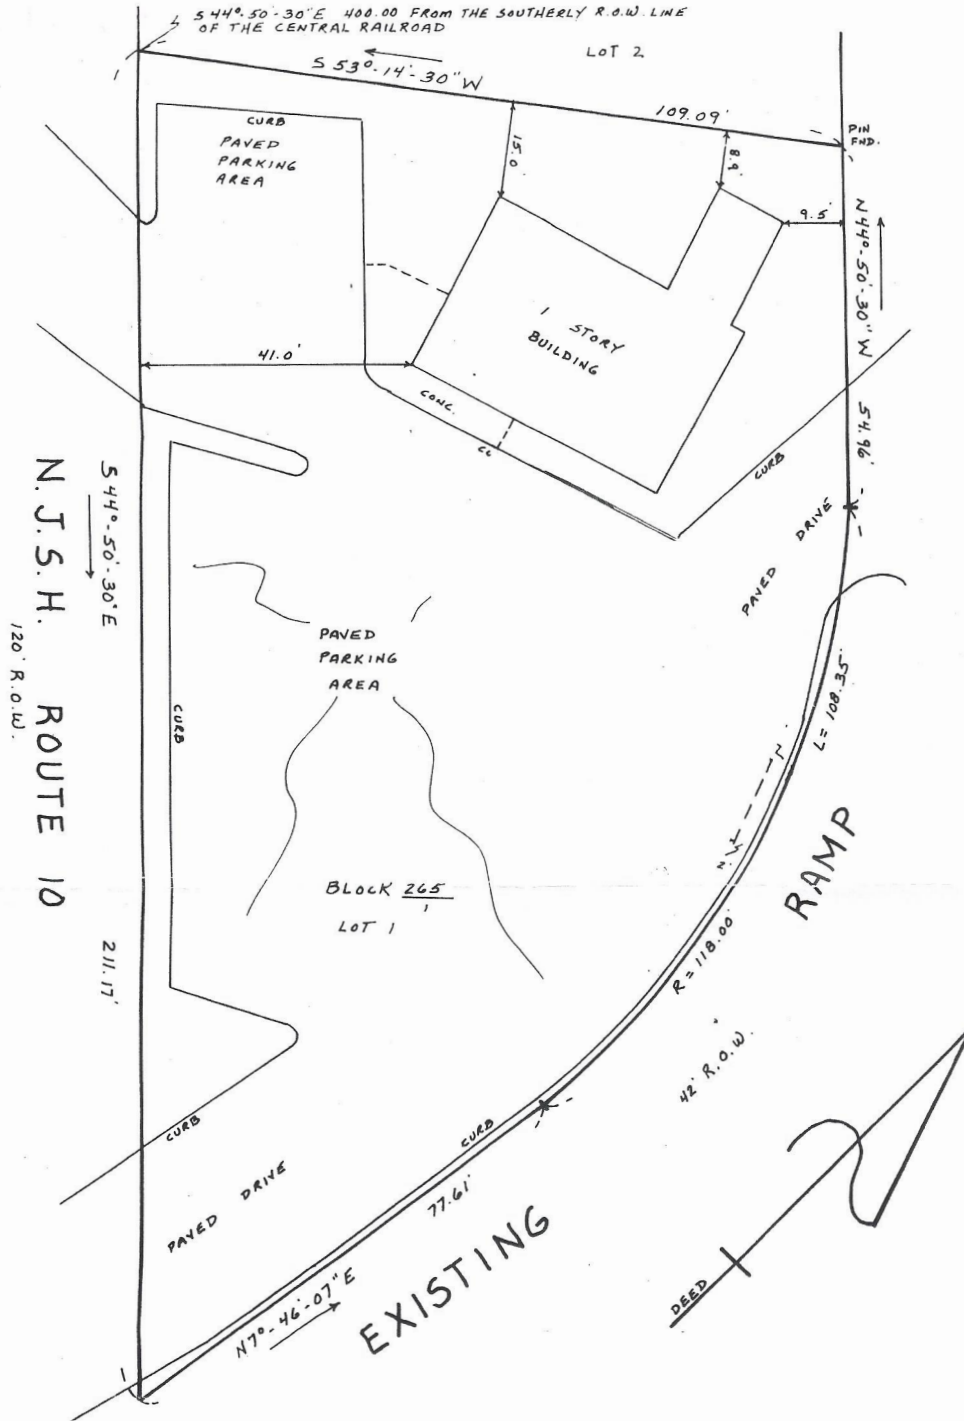 S 44°-50'-30"E 400.00 FROM THE SOUTHERLY R.O.W. LINE
OF THE CENTRAL RAILROAD
LOT 2
S 53°-14'-30" W
109.09'
PIN
FND.
CURB
PAVED
PARKING
AREA
15.0'
8.9'
9.5'
N 44°-50'-30" W
54.96'
1 STORY
BUILDING
41.0'
CONC.
CURB
PAVED DRIVE
S 44°-50'-30"E
N.J.S.H. ROUTE 10
120' R.O.W.
211.17'
CURB
PAVED
PARKING
AREA
L = 108.35'
R = 118.00'
RAMP
BLOCK 265
1
LOT 1
42' R.O.W.
CURB
PAVED DRIVE
CURB
77.61'
N 7°-46'-07" E
EXISTING
DEED